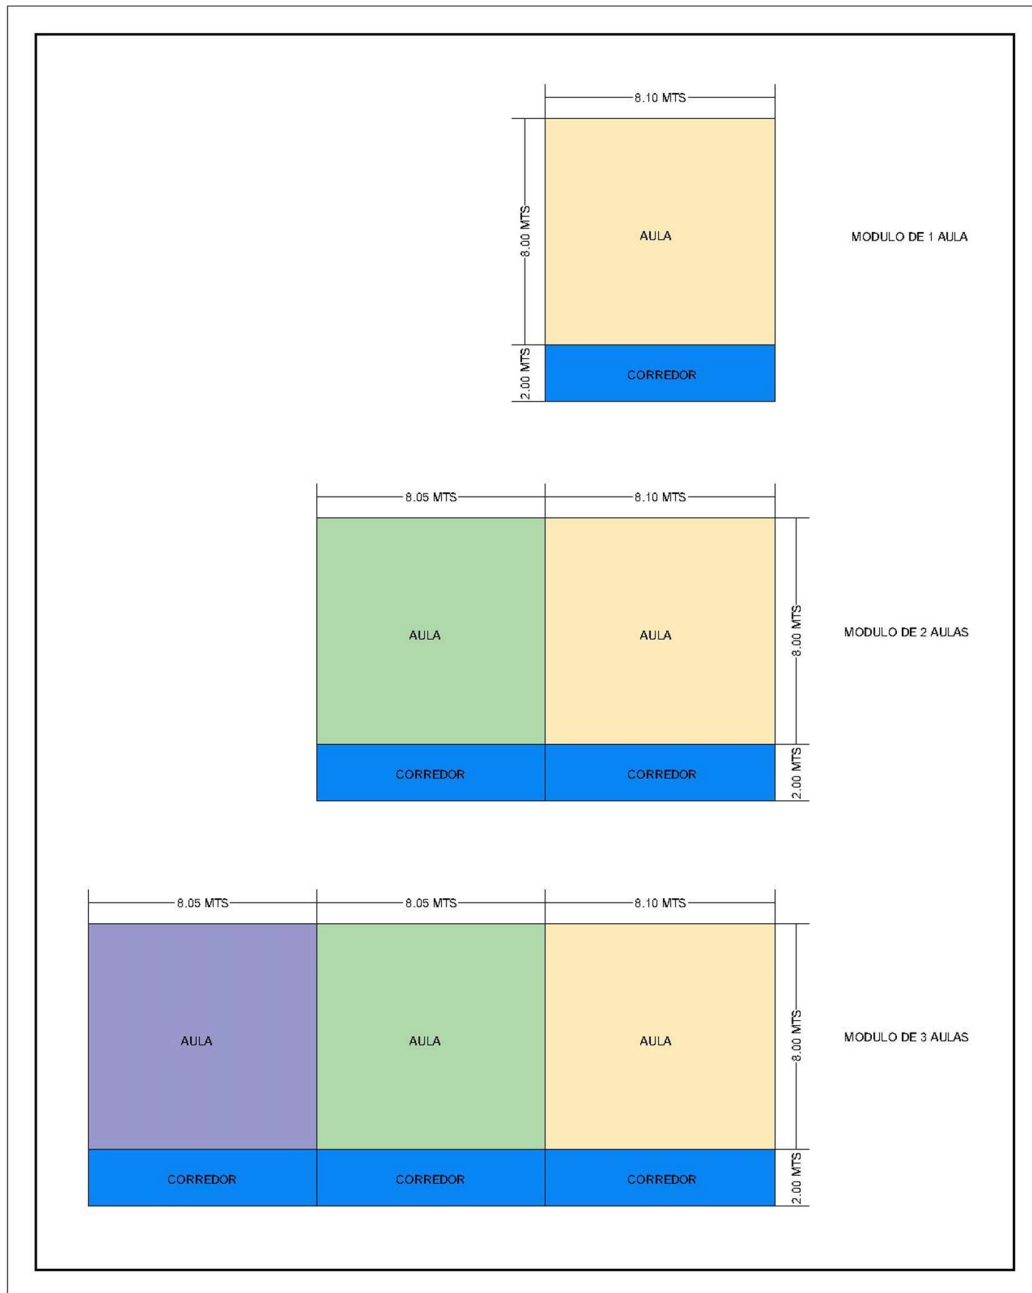 8.10 MTS
8.00 MTS
AULA
MODULO DE 1 AULA
2.00 MTS
CORREDOR
8.05 MTS
8.10 MTS
AULA
AULA
8.00 MTS
MODULO DE 2 AULAS
CORREDOR
CORREDOR
2.00 MTS
8.05 MTS
8.05 MTS
8.10 MTS
AULA
AULA
AULA
8.00 MTS
MODULO DE 3 AULAS
CORREDOR
CORREDOR
CORREDOR
2.00 MTS